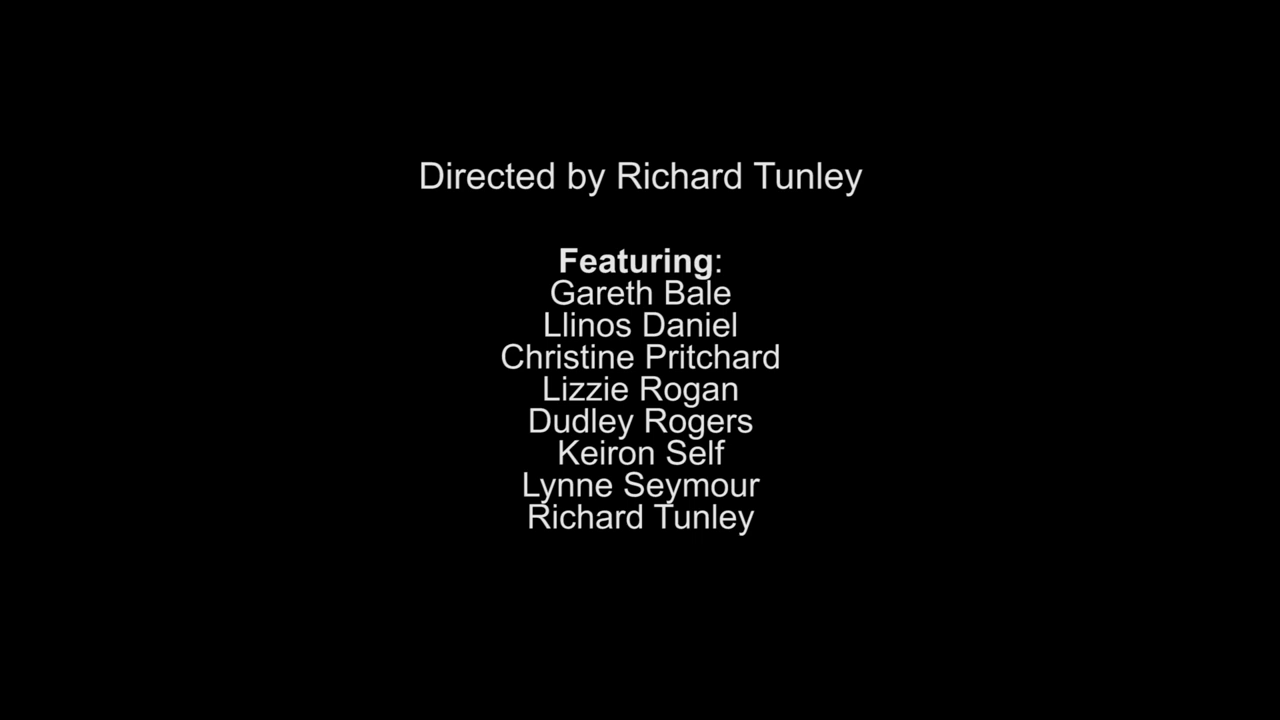 Directed by Richard Tunley
Featuring:
Gareth Bale
Llinos Daniel
Christine Pritchard
Lizzie Rogan
Dudley Rogers
Keiron Self
Lynne Seymour
Richard Tunley